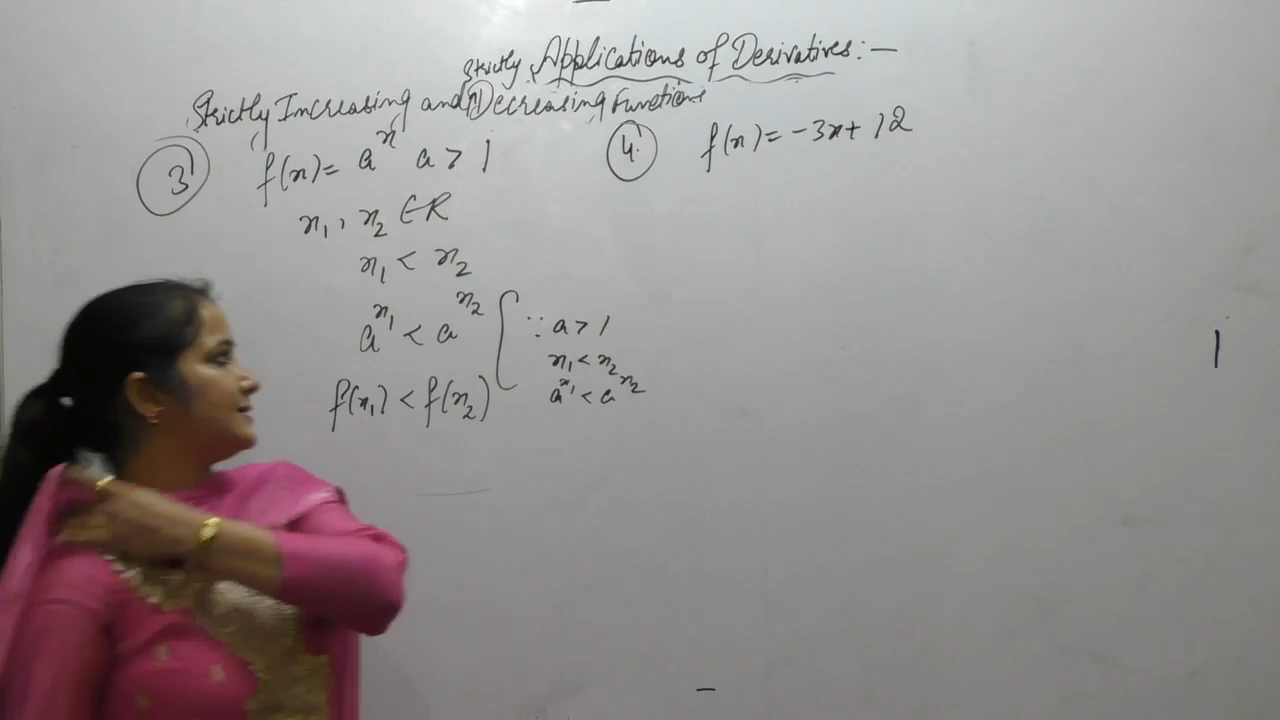 Strictly Applications of Derivatives:—
Strictly Increasing and Decreasing Functions
3 f(x) = a^x a > 1
x₁, x₂ ∈ R
x₁ < x₂
a^x₁ < a^x₂
f(x₁) < f(x₂)
∵ a > 1
x₁ < x₂
a^x₁ < a^x₂
4. f(x) = -3x + 12